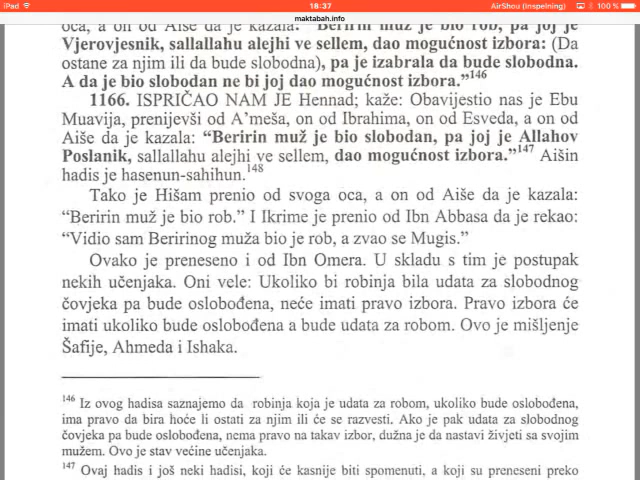 iPad 18:37 AirShou (Inspelning) 100 %
maktabah.info
oca, a on od Aiše da je kazala: "Beririn muž je bio rob, pa joj je
Vjerovjesnik, sallallahu alejhi ve sellem, dao mogućnost izbora: (Da
ostane za njim ili da bude slobodna), pa je izabrala da bude slobodna.
A da je bio slobodan ne bi joj dao mogućnost izbora."146
1166. ISPRIČAO NAM JE Hennad; kaže: Obavijestio nas je Ebu
Muavija, prenijevši od A'meša, on od Ibrahima, on od Esveda, a on od
Aiše da je kazala: "Beririn muž je bio slobodan, pa joj je Allahov
Poslanik, sallallahu alejhi ve sellem, dao mogućnost izbora."147 Aišin
hadis je hasenun-sahihun.148
Tako je Hišam prenio od svoga oca, a on od Aiše da je kazala:
"Beririn muž je bio rob." I Ikrime je prenio od Ibn Abbasa da je rekao:
"Vidio sam Beririnog muža bio je rob, a zvao se Mugis."
Ovako je preneseno i od Ibn Omera. U skladu s tim je postupak
nekih učenjaka. Oni vele: Ukoliko bi robinja bila udata za slobodnog
čovjeka pa bude oslobođena, neće imati pravo izbora. Pravo izbora će
imati ukoliko bude oslobođena a bude udata za robom. Ovo je mišljenje
Šafije, Ahmeda i Ishaka.
146 Iz ovog hadisa saznajemo da robinja koja je udata za robom, ukoliko bude oslobođena,
ima pravo da bira hoće li ostati za njim ili će se razvesti. Ako je pak udata za slobodnog
čovjeka pa bude oslobođena, nema pravo na takav izbor, dužna je da nastavi živjeti sa svojim
mužem. Ovo je stav većine učenjaka.
147 Ovaj hadis i još neki hadisi, koji će kasnije biti spomenuti, a koji su preneseni preko